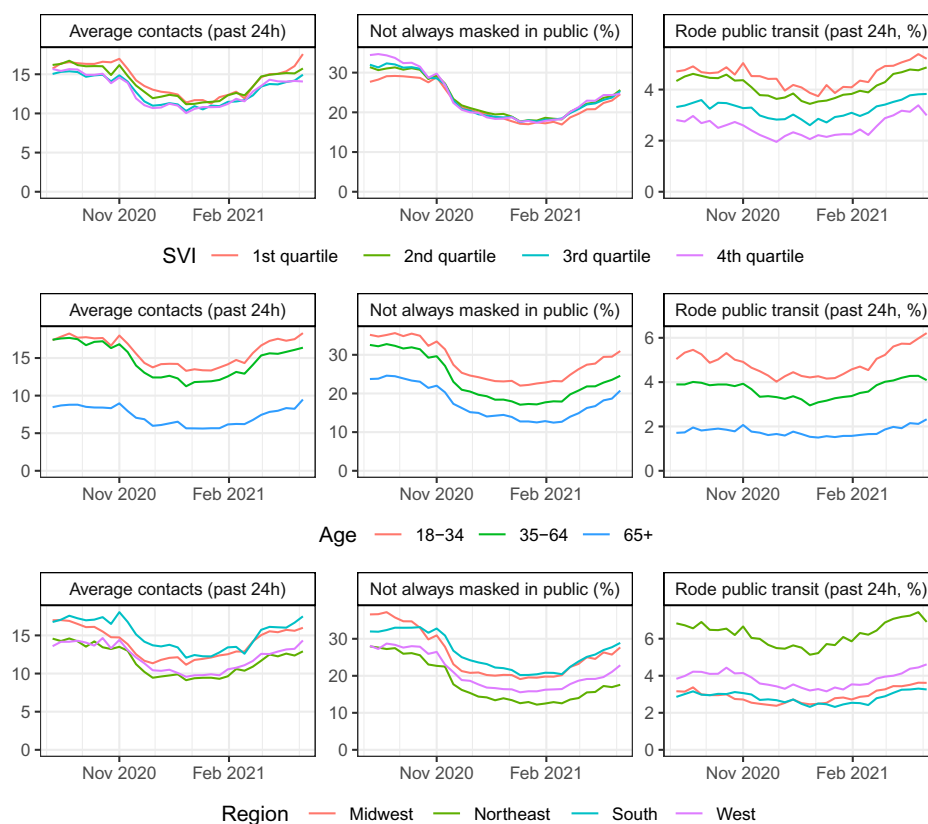 Average contacts (past 24h) Not always masked in public (%) Rode public transit (past 24h, %)
15 30 4
10 20
5 10 2
0 0 0
Nov 2020 Feb 2021 Nov 2020 Feb 2021 Nov 2020 Feb 2021
SVI 1st quartile 2nd quartile 3rd quartile 4th quartile
Average contacts (past 24h) Not always masked in public (%) Rode public transit (past 24h, %)
15 30 6
10 20 4
5 10 2
0 0 0
Nov 2020 Feb 2021 Nov 2020 Feb 2021 Nov 2020 Feb 2021
Age 18−34 35−64 65+
Average contacts (past 24h) Not always masked in public (%) Rode public transit (past 24h, %)
15 30 6
10 20 4
5 10 2
0 0 0
Nov 2020 Feb 2021 Nov 2020 Feb 2021 Nov 2020 Feb 2021
Region Midwest Northeast South West